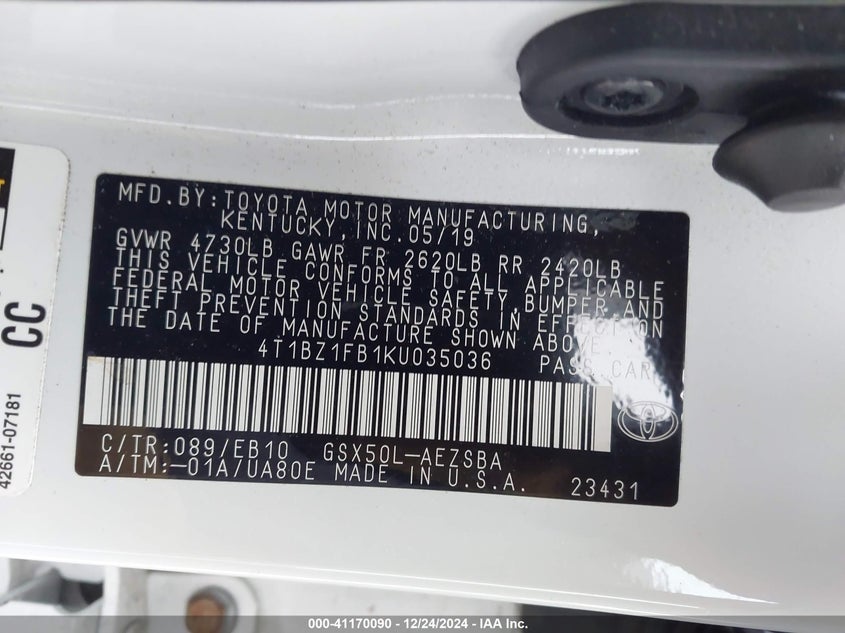 MFD.BY:TOYOTA MOTOR MANUFACTURING,
KENTUCKY,INC.05/19
GVWR 4730LB GAWR FR 2620LB RR 2420LB
THIS VEHICLE CONFORMS TO ALL APPLICABLE
FEDERAL MOTOR VEHICLE SAFETY,BUMPER,AND
THEFT PREVENTION STANDARDS IN EFFECT ON
THE DATE OF MANUFACTURE SHOWN ABOVE.
4T1BZ1FB1KU035036 PASS.CAR
C/TR:089/EB10 GSX50L-AEZSBA
A/TM:-01A/UA80E MADE IN U.S.A. 23431
CC
42661-07181
000-41170090 - 12/24/2024 - IAA Inc.